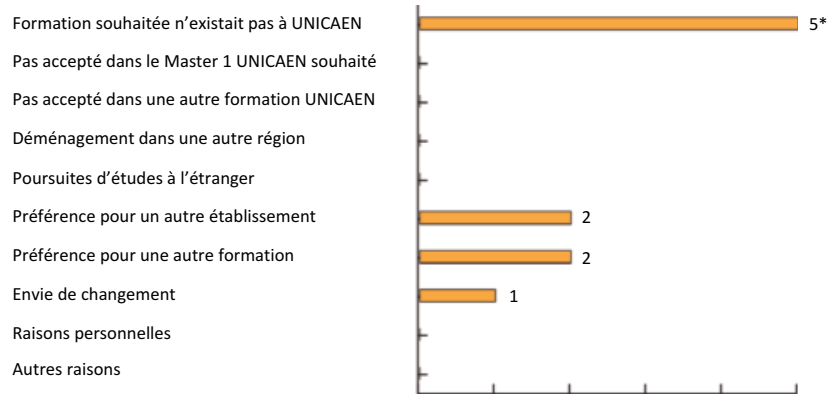 Formation souhaitée n’existait pas à UNICAEN 5*
Pas accepté dans le Master 1 UNICAEN souhaité
Pas accepté dans une autre formation UNICAEN
Déménagement dans une autre région
Poursuites d’études à l’étranger
Préférence pour un autre établissement 2
Préférence pour une autre formation 2
Envie de changement 1
Raisons personnelles
Autres raisons